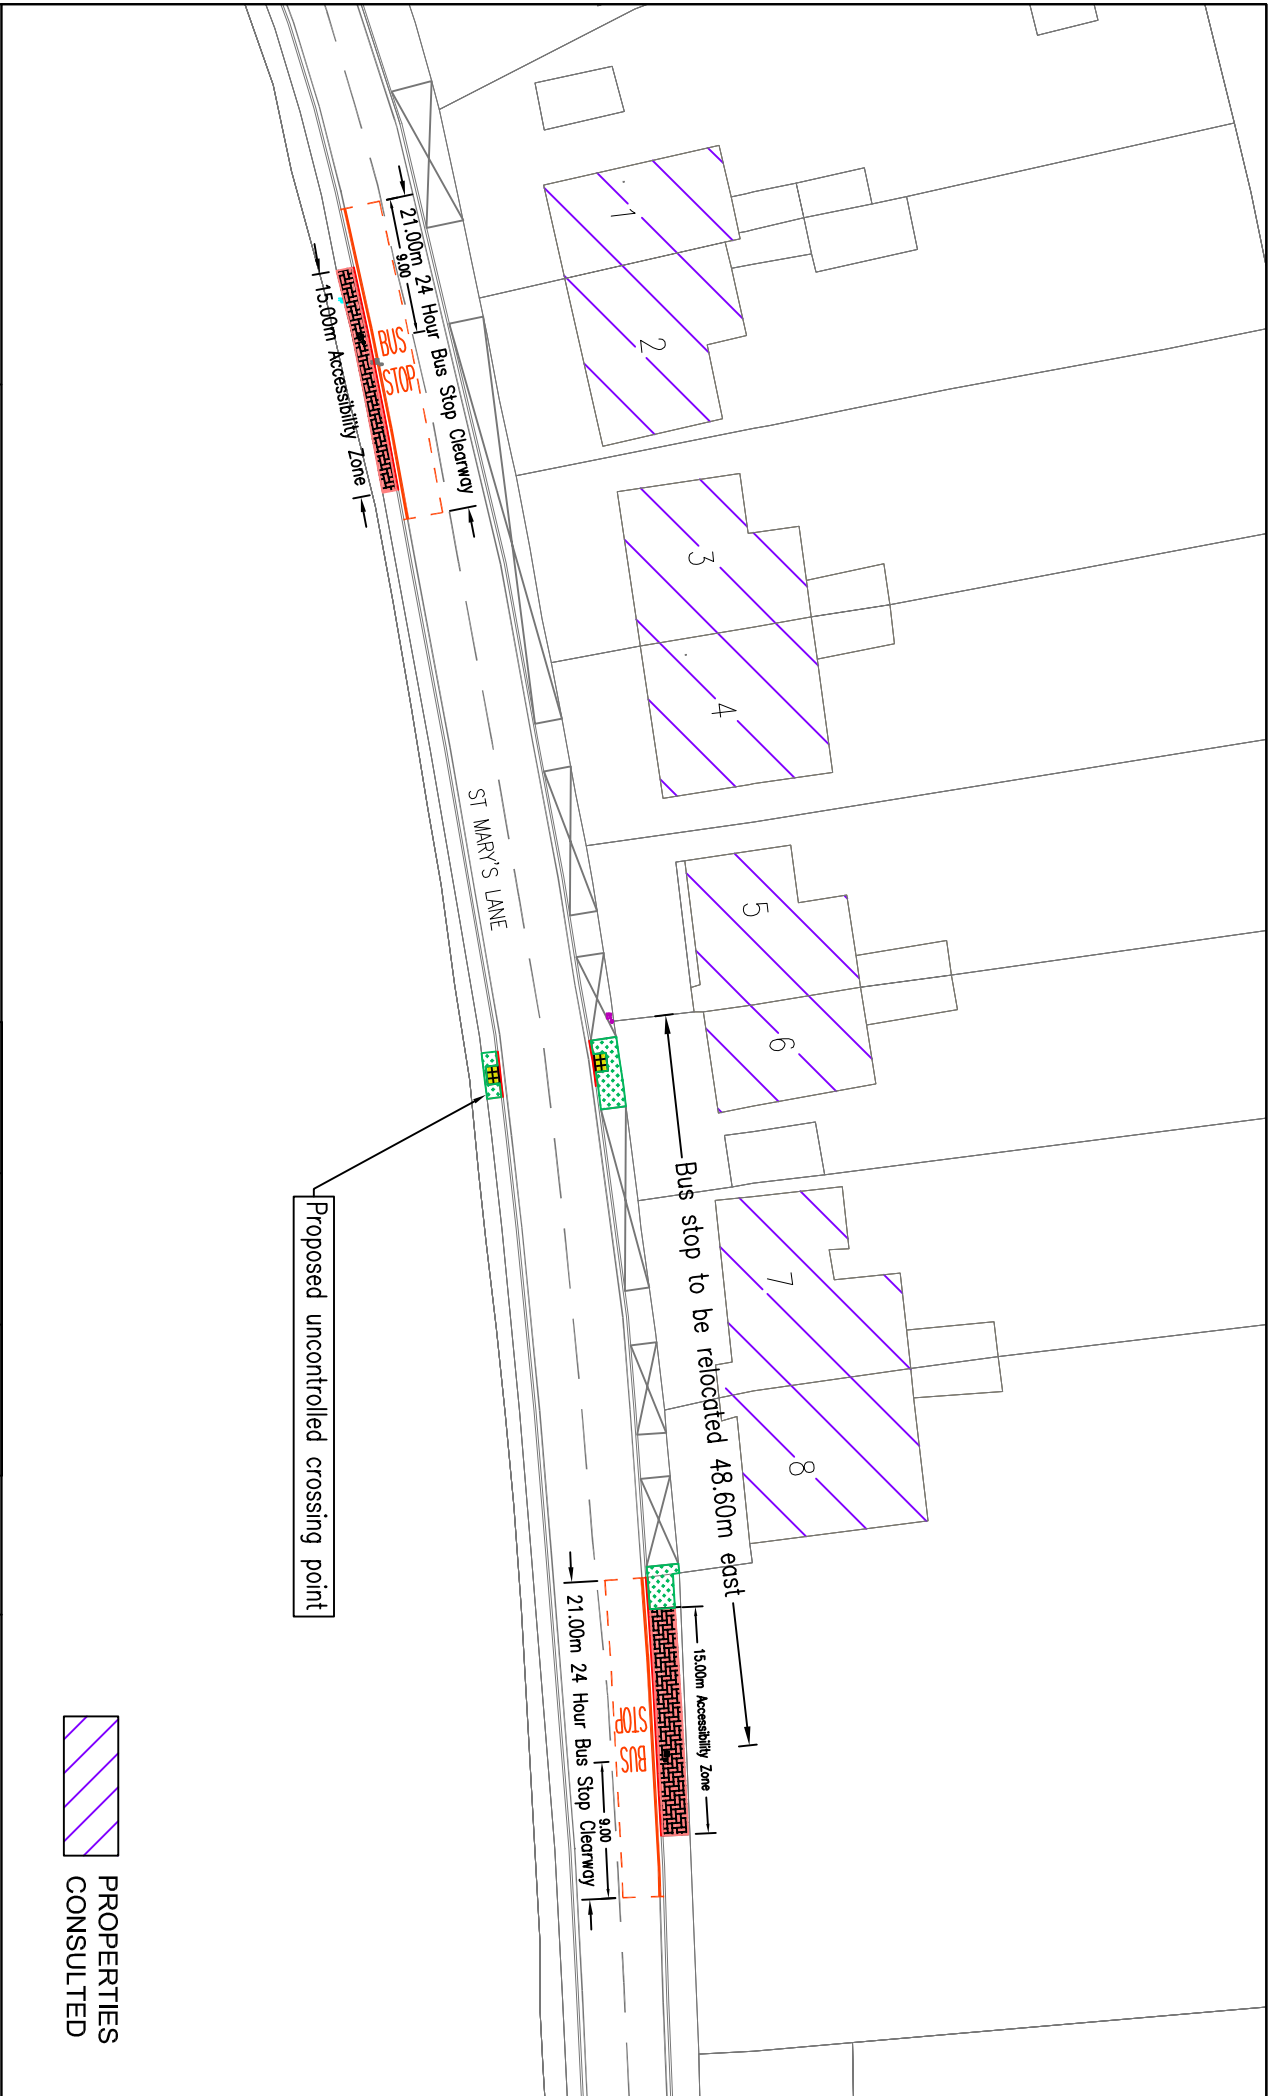 1
2
3
4
5
6
7
8
21.00m 24 Hour Bus Stop Clearway
9.00
BUS
STOP
15.00m Accessibility Zone
ST MARY'S LANE
Bus stop to be relocated 48.60m east
15.00m Accessibility Zone
BUS
STOP
9.00
21.00m 24 Hour Bus Stop Clearway
Proposed uncontrolled crossing point
PROPERTIES
CONSULTED